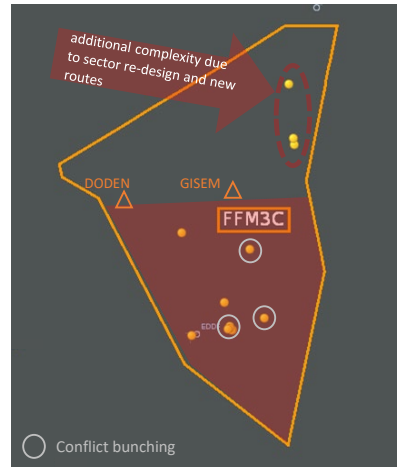 additional complexity due
to sector re-design and new
routes
DODEN
GISEM
FFM3C
EDD
Conflict bunching